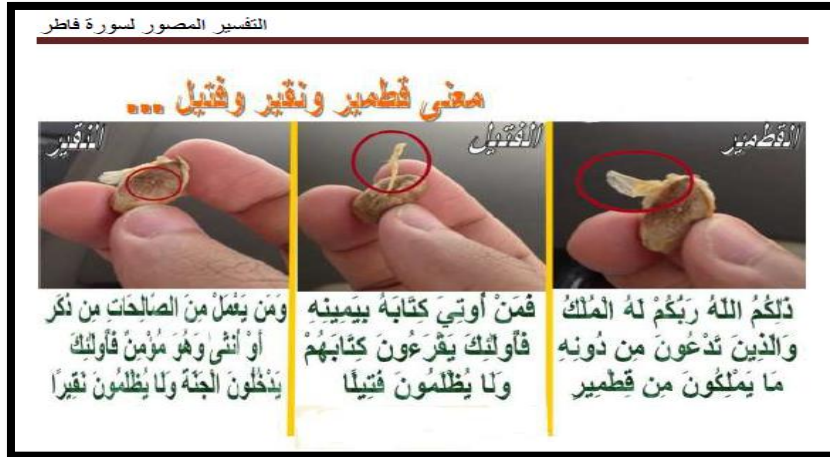 التفسير المصور لسورة فاطر
معنى قطمير ونقير وفتيل ...
القطمير
ذَلِكُمُ اللَّهُ رَبُّكُمْ لَهُ الْمُلْكُ
وَالَّذِينَ تَدْعُونَ مِن دُونِهِ
مَا يَمْلِكُونَ مِن قِطْمِيرٍ
الفتيل
فَمَنْ أُوتِيَ كِتَابَهُ بِيَمِينِهِ
فَأُولَئِكَ يَقْرَءُونَ كِتَابَهُمْ
وَلَا يُظْلَمُونَ فَتِيلًا
النقير
وَمَن يَعْمَلْ مِنَ الصَّالِحَاتِ مِن ذَكَرٍ
أَوْ أُنثَىٰ وَهُوَ مُؤْمِنٌ فَأُولَئِكَ
يَدْخُلُونَ الْجَنَّةَ وَلَا يُظْلَمُونَ نَقِيرًا